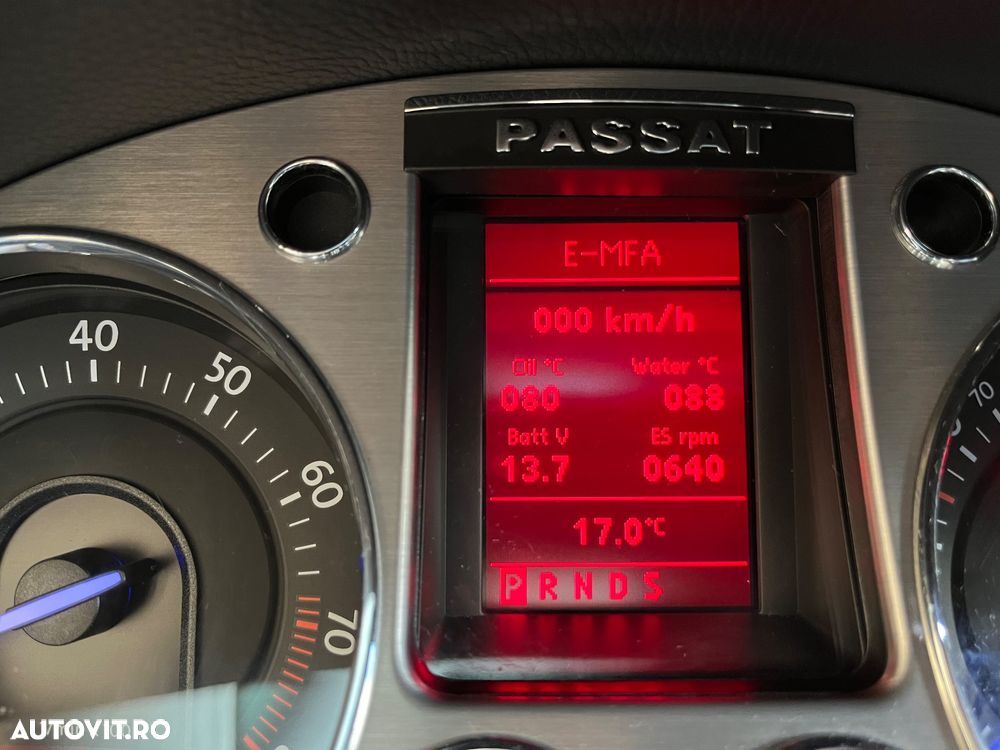 PASSAT
E-MFA
000 km/h
Oil °C Water °C
080 088
Batt V ES rpm
13.7 0640
17.0°C
P R N D S
40
50
60
70
70
AUTOVIT.RO